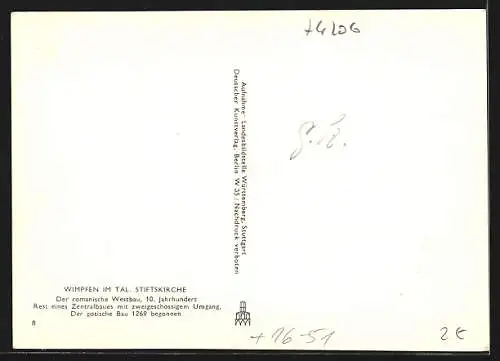 +4206
WIMPFEN IM TAL. STIFTSKIRCHE
Der romanische Westbau, 10. Jahrhundert
Rest eines Zentralbaues mit zweigeschossigem Umgang.
Der gotische Bau 1269 begonnen
8
Aufnahme Landesbildstelle Württemberg, Stuttgart
Deutscher Kunstverlag, Berlin W 35 / Nachdruck verboten
+16-51
2€